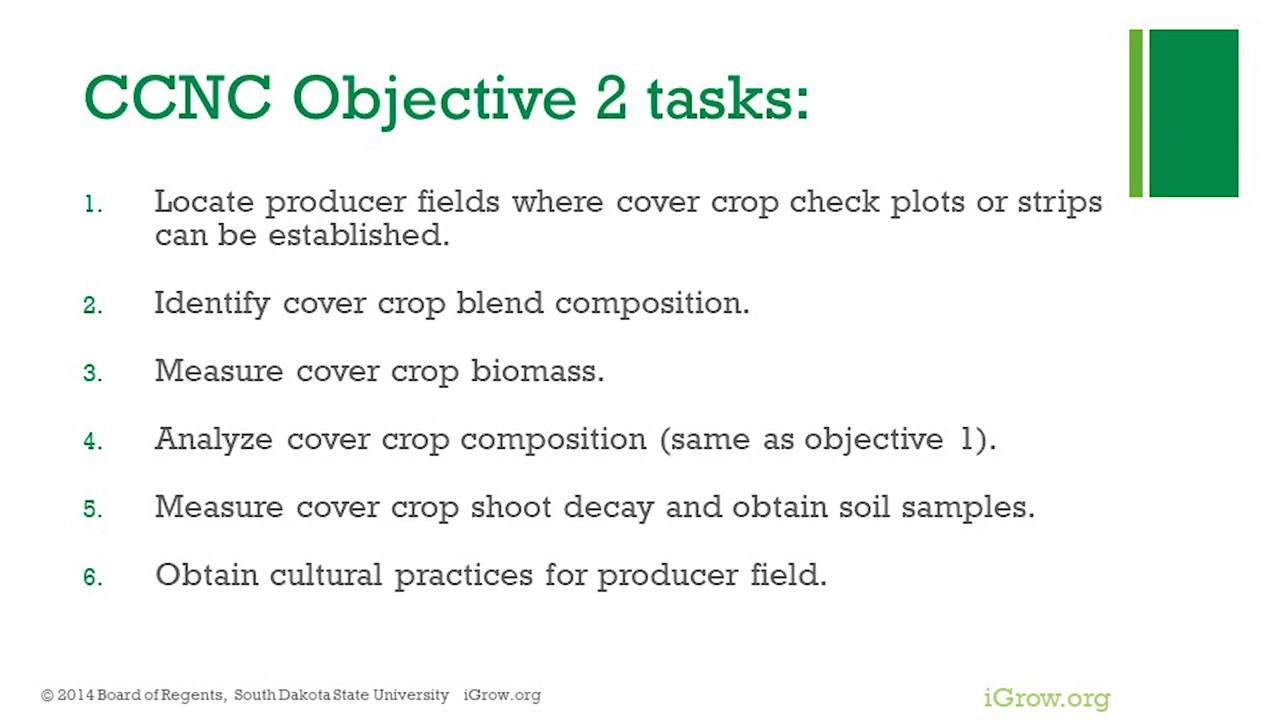 CCNC Objective 2 tasks:
1. Locate producer fields where cover crop check plots or strips
can be established.
2. Identify cover crop blend composition.
3. Measure cover crop biomass.
4. Analyze cover crop composition (same as objective 1).
5. Measure cover crop shoot decay and obtain soil samples.
6. Obtain cultural practices for producer field.
© 2014 Board of Regents, South Dakota State University iGrow.org
iGrow.org